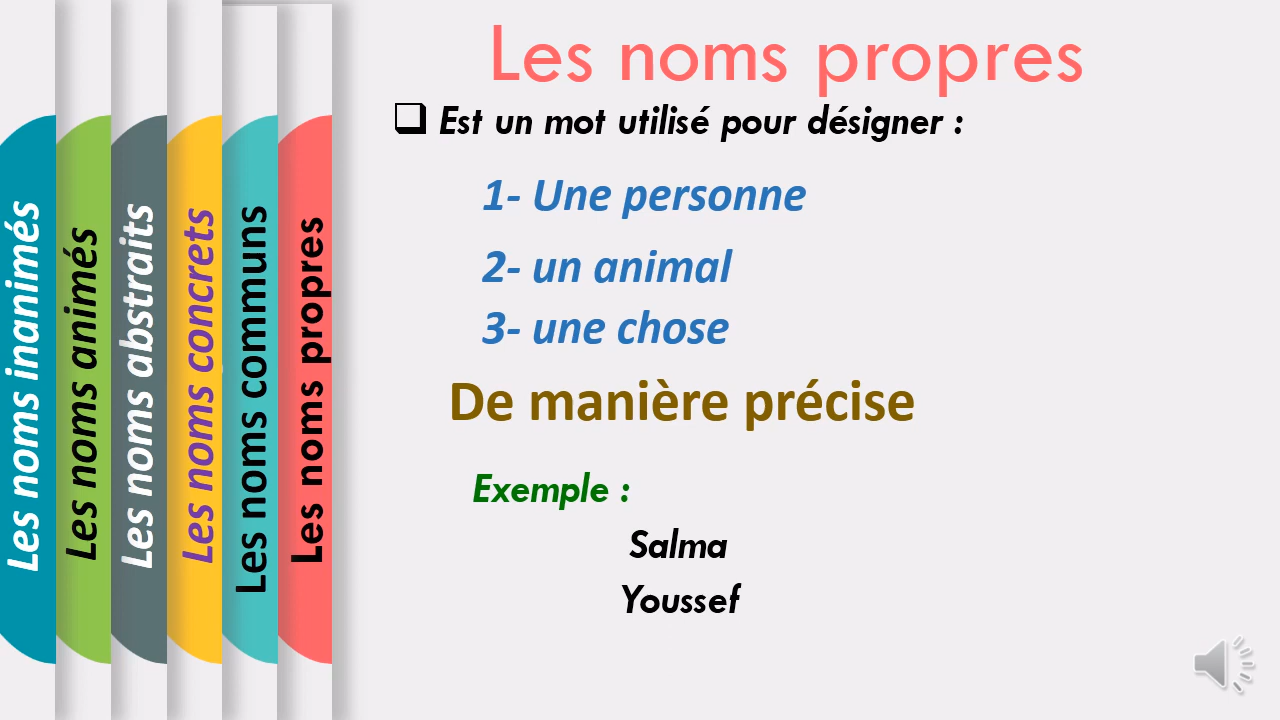 Les noms inanimés
Les noms animés
Les noms abstraits
Les noms concrets
Les noms communs
Les noms propres
Les noms propres
Est un mot utilisé pour désigner :
1- Une personne
2- un animal
3- une chose
De manière précise
Exemple :
Salma
Youssef